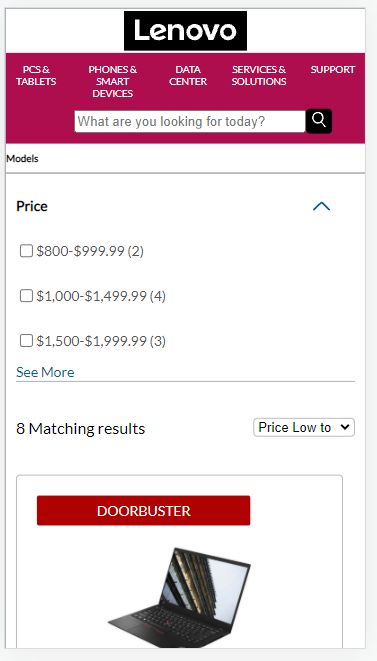 Lenovo
PCS &
TABLETS
PHONES &
SMART
DEVICES
DATA
CENTER
SERVICES &
SOLUTIONS
SUPPORT
What are you looking for today?
Models
Price
$800-$999.99 (2)
$1,000-$1,499.99 (4)
$1,500-$1,999.99 (3)
See More
8 Matching results
Price Low to
DOORBUSTER